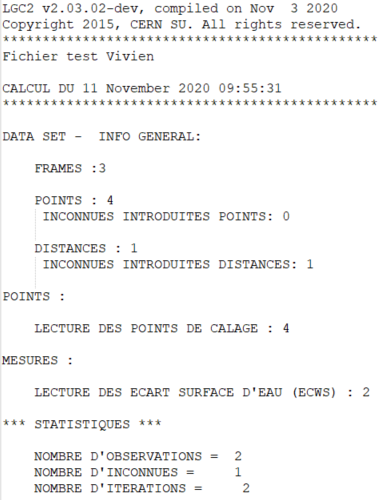 LGC2 v2.03.02-dev, compiled on Nov  3 2020
Copyright 2015, CERN SU. All rights reserved.
***********************************************
Fichier test Vivien
CALCUL DU 11 November 2020 09:55:31
***********************************************
DATA SET -  INFO GENERAL:
FRAMES :3
POINTS : 4
INCONNUES INTRODUITES POINTS: 0
DISTANCES : 1
INCONNUES INTRODUITES DISTANCES: 1
POINTS :
LECTURE DES POINTS DE CALAGE : 4
MESURES :
LECTURE DES ECART SURFACE D'EAU (ECWS) : 2
*** STATISTIQUES ***
NOMBRE D'OBSERVATIONS =  2
NOMBRE D'INCONNUES =     1
NOMBRE D'ITERATIONS =     2